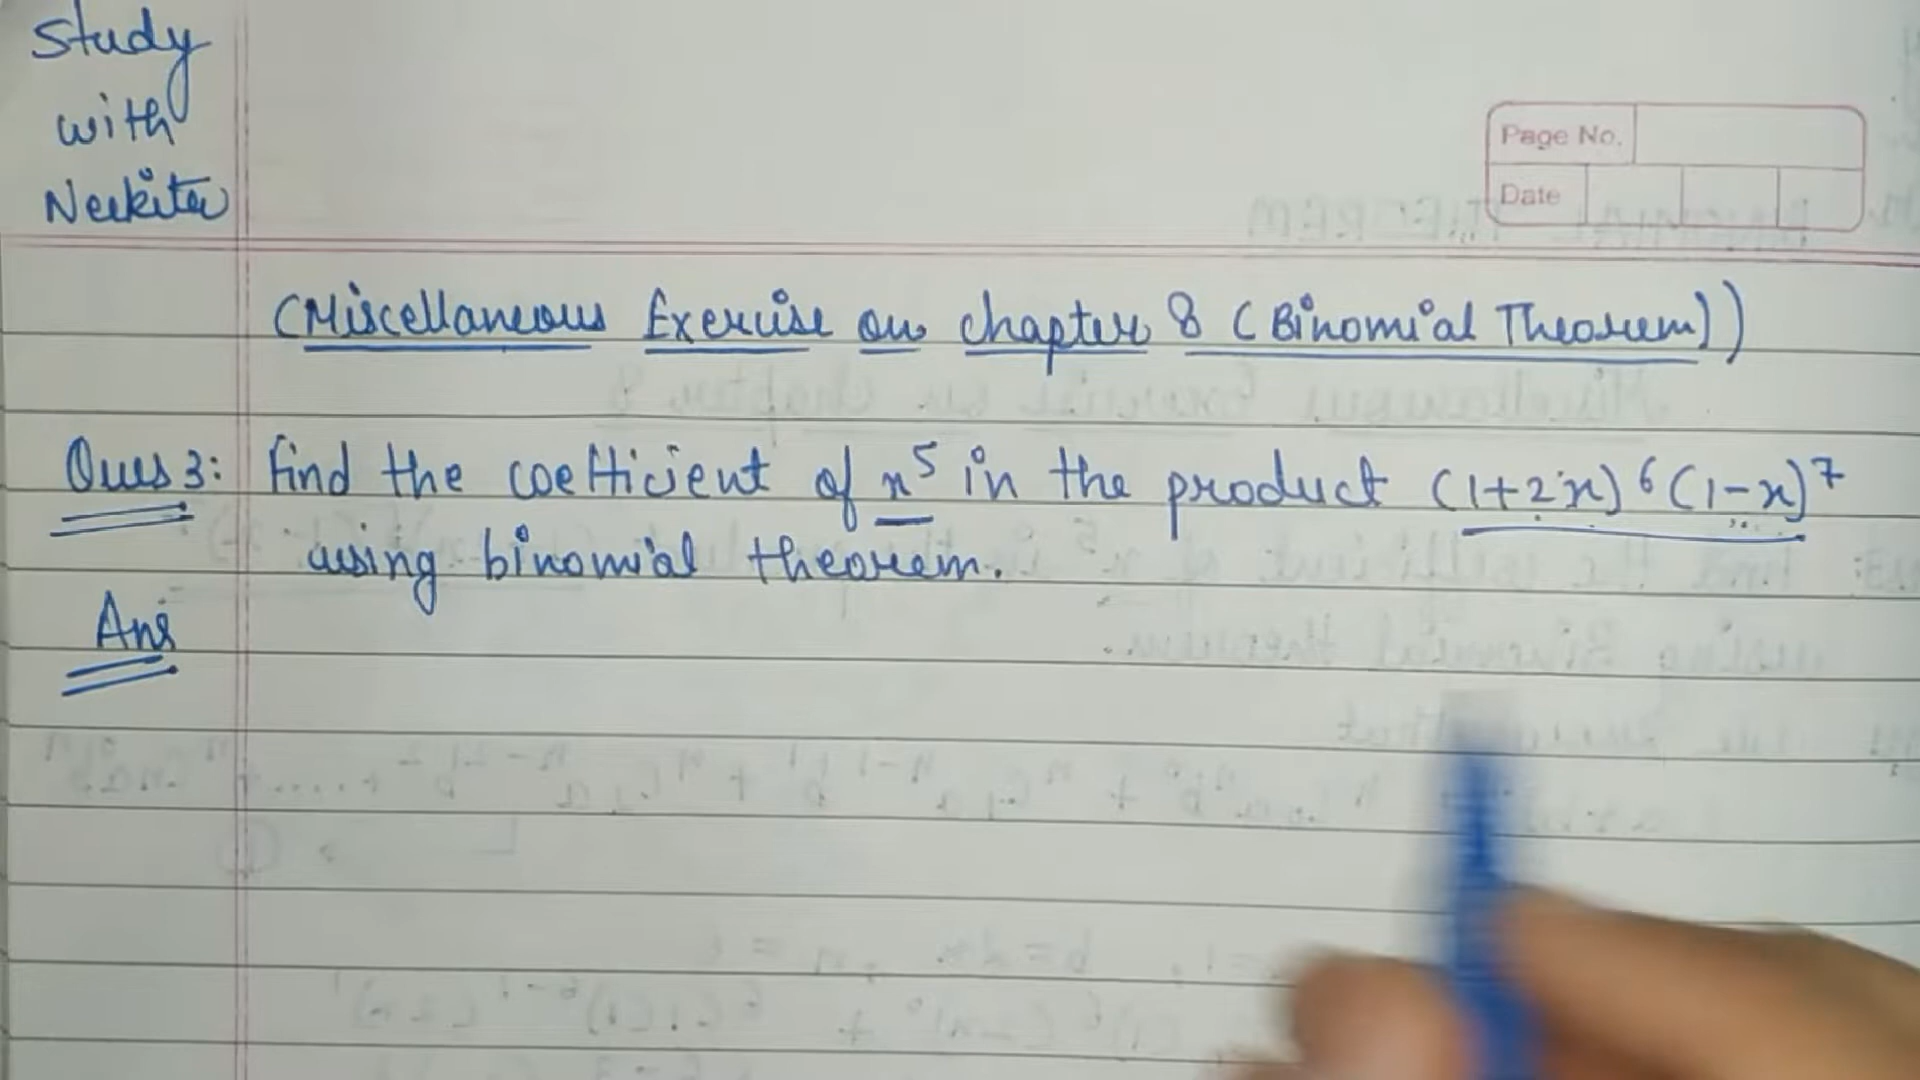 Study
with
Neekita
Page No.
Date
(Miscellaneous Exercise on chapter 8 (Binomial Theorem))
Ques 3: find the coefficient of x⁵ in the product (1+2x)⁶(1-x)⁷
using binomial theorem.
Ans